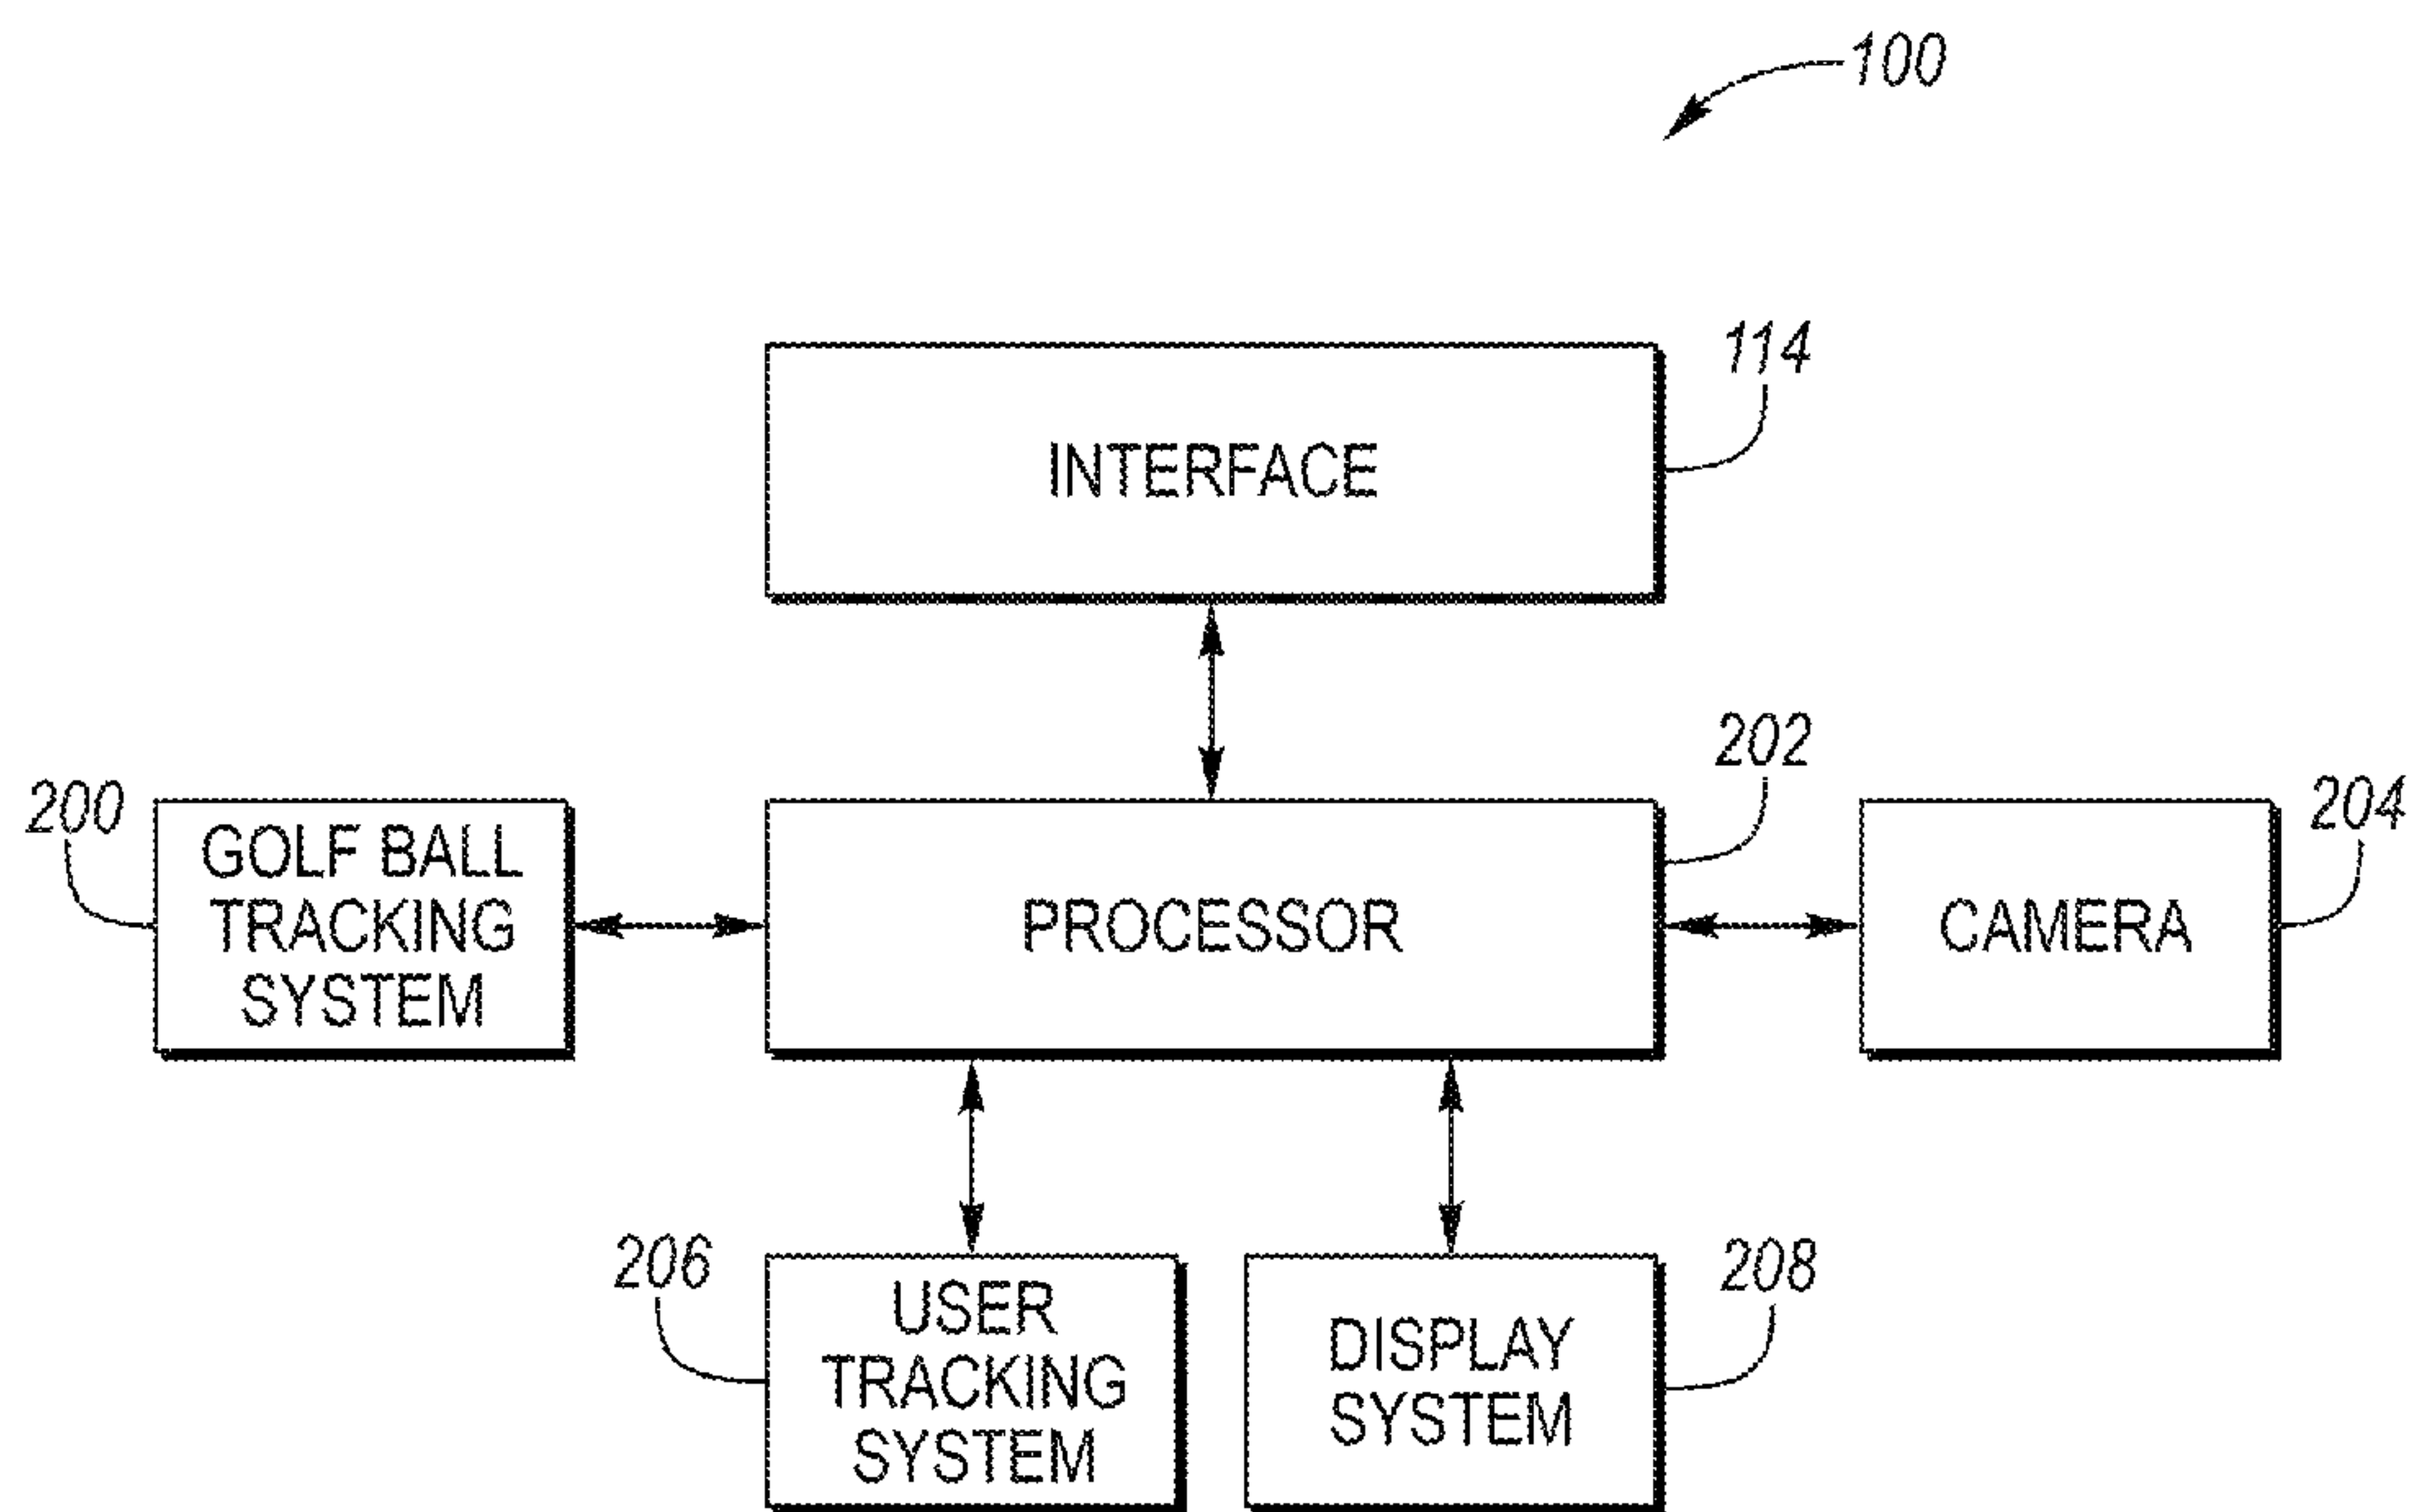 100
114
INTERFACE
202
200
204
GOLF BALL
TRACKING
SYSTEM
PROCESSOR
CAMERA
206
208
USER
TRACKING
SYSTEM
DISPLAY
SYSTEM